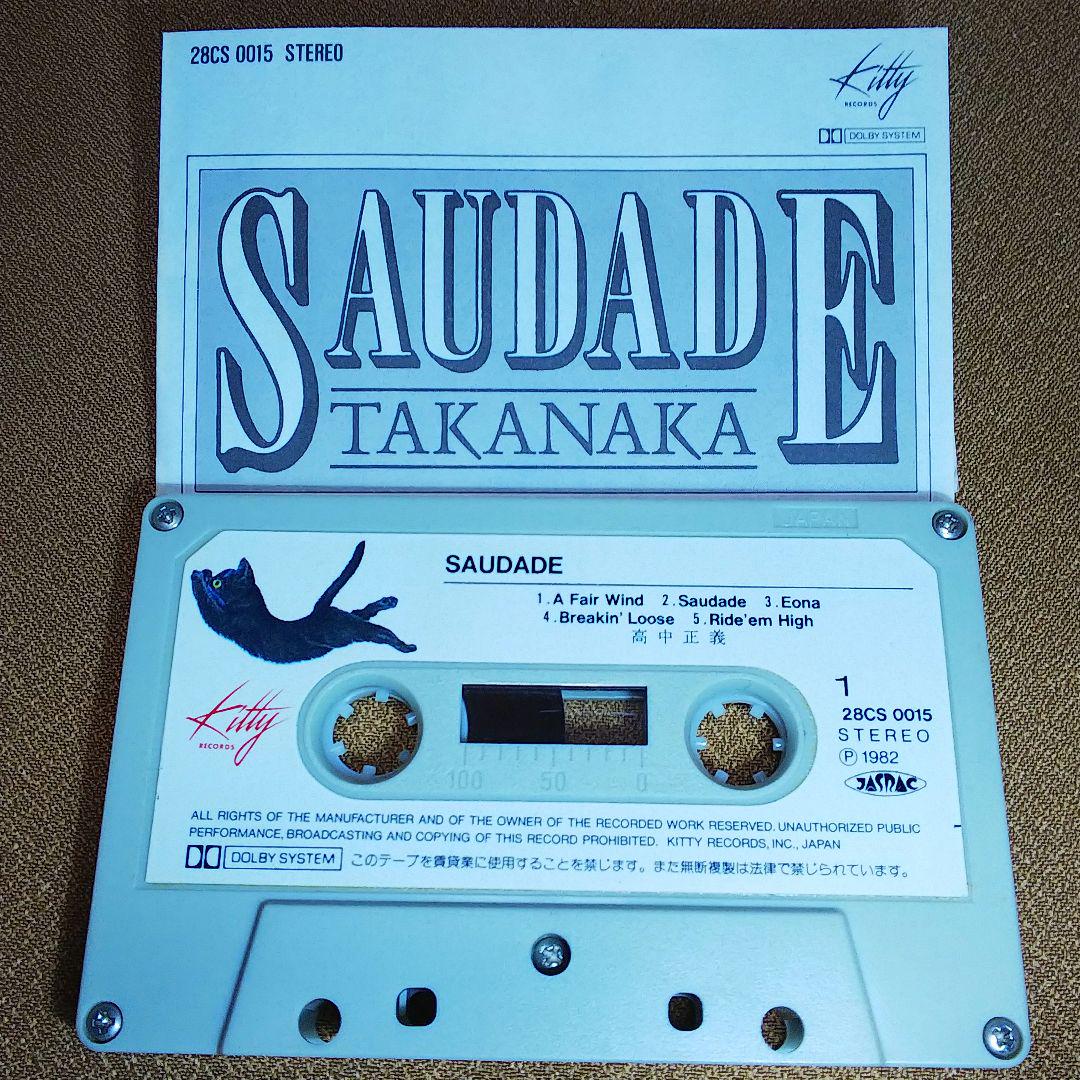 28CS 0015 STEREO
Kitty
RECORDS
DOLBY SYSTEM
SAUDADE
TAKANAKA
JAPAN
SAUDADE
1.A Fair Wind 2.Saudade 3.Eona
4.Breakin' Loose 5.Ride'em High
高中正義
Kitty
RECORDS
1
28CS 0015
STEREO
Ⓟ 1982
JASRAC
100 50 0
ALL RIGHTS OF THE MANUFACTURER AND OF THE OWNER OF THE RECORDED WORK RESERVED. UNAUTHORIZED PUBLIC
PERFORMANCE, BROADCASTING AND COPYING OF THIS RECORD PROHIBITED. KITTY RECORDS, INC., JAPAN
DOLBY SYSTEM このテープを賃貸業に使用することを禁じます。また無断複製は法律で禁じられています。